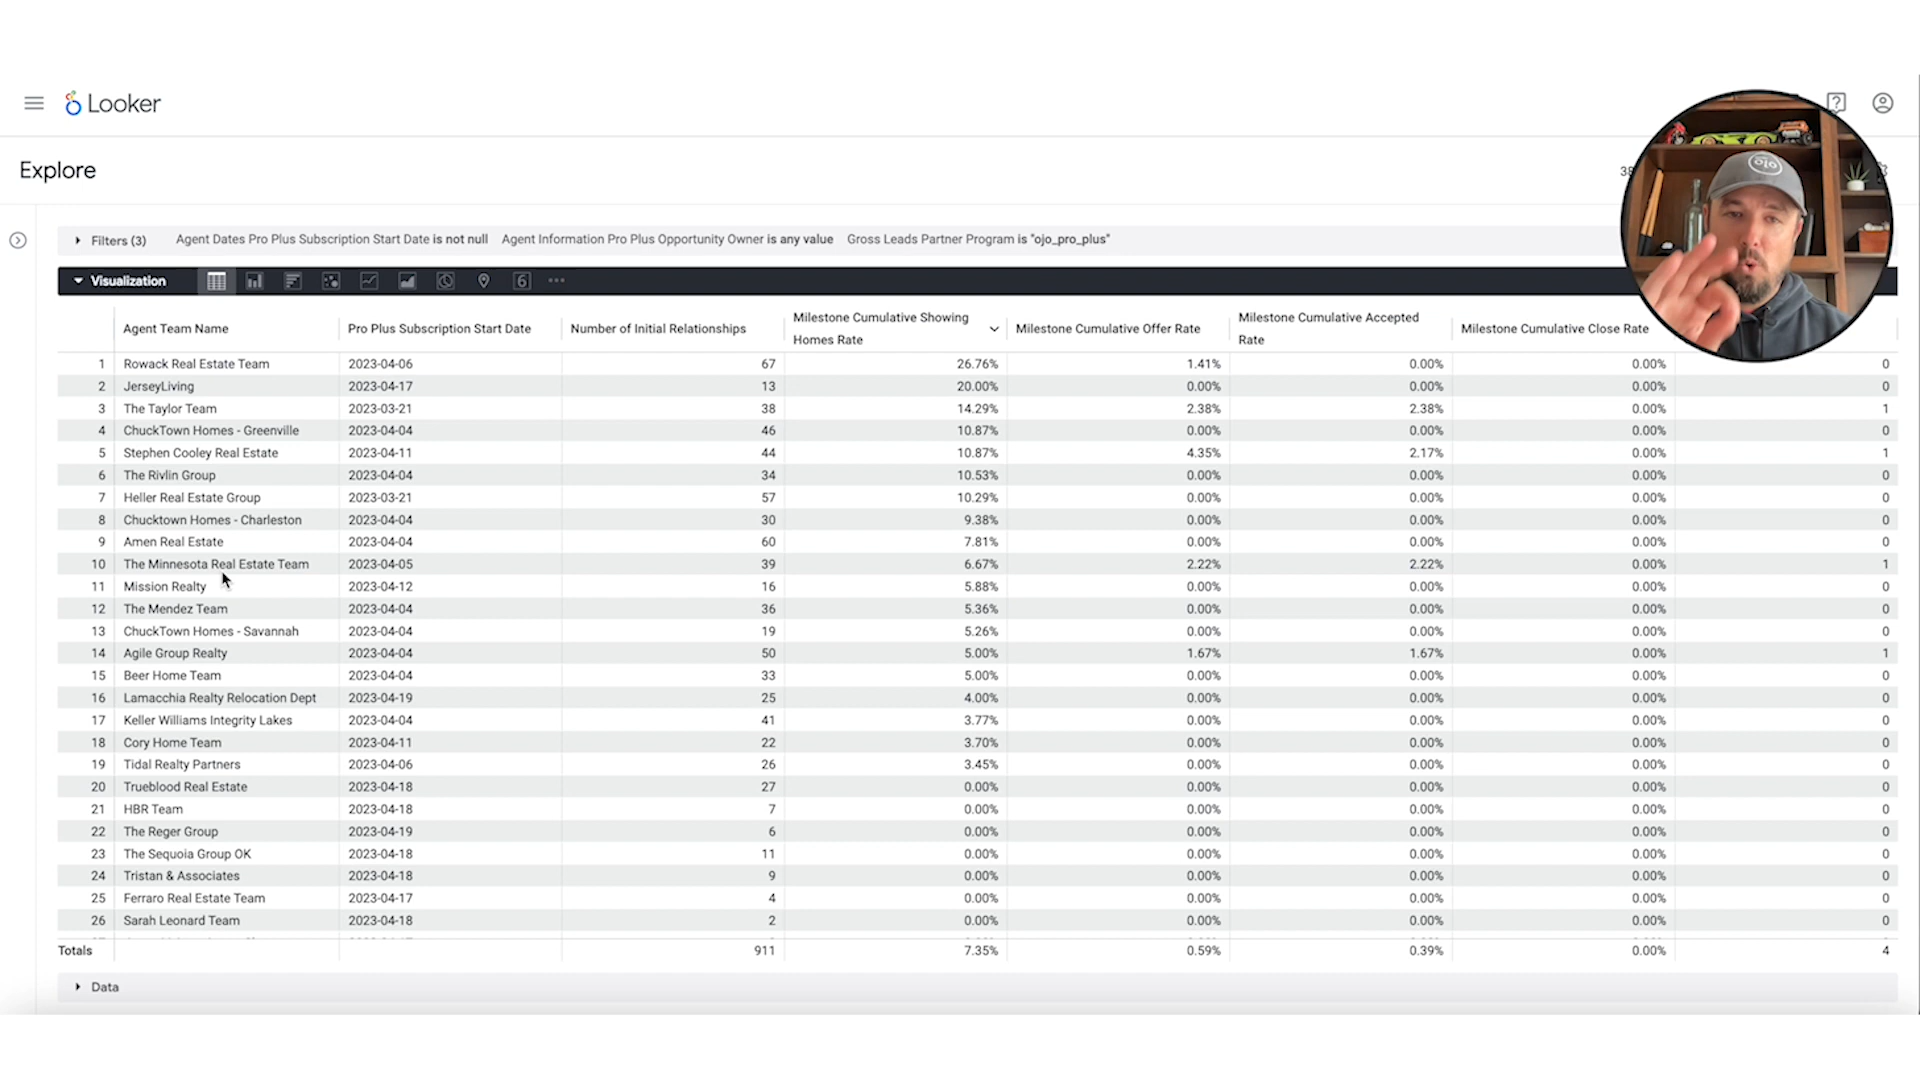 Looker
Explore
38
Filters (3) Agent Dates Pro Plus Subscription Start Date is not null Agent Information Pro Plus Opportunity Owner is any value Gross Leads Partner Program is "ojo_pro_plus"
Visualization 6
Agent Team Name Pro Plus Subscription Start Date Number of Initial Relationships Milestone Cumulative Showing Homes Rate Milestone Cumulative Offer Rate Milestone Cumulative Accepted Rate Milestone Cumulative Close Rate
1 Rowack Real Estate Team 2023-04-06 67 26.76% 1.41% 0.00% 0.00% 0
2 JerseyLiving 2023-04-17 13 20.00% 0.00% 0.00% 0.00% 0
3 The Taylor Team 2023-03-21 38 14.29% 2.38% 2.38% 0.00% 1
4 ChuckTown Homes - Greenville 2023-04-04 46 10.87% 0.00% 0.00% 0.00% 0
5 Stephen Cooley Real Estate 2023-04-11 44 10.87% 4.35% 2.17% 0.00% 1
6 The Rivlin Group 2023-04-04 34 10.53% 0.00% 0.00% 0.00% 0
7 Heller Real Estate Group 2023-03-21 57 10.29% 0.00% 0.00% 0.00% 0
8 Chucktown Homes - Charleston 2023-04-04 30 9.38% 0.00% 0.00% 0.00% 0
9 Amen Real Estate 2023-04-04 60 7.81% 0.00% 0.00% 0.00% 0
10 The Minnesota Real Estate Team 2023-04-05 39 6.67% 2.22% 2.22% 0.00% 1
11 Mission Realty 2023-04-12 16 5.88% 0.00% 0.00% 0.00% 0
12 The Mendez Team 2023-04-04 36 5.36% 0.00% 0.00% 0.00% 0
13 ChuckTown Homes - Savannah 2023-04-04 19 5.26% 0.00% 0.00% 0.00% 0
14 Agile Group Realty 2023-04-04 50 5.00% 1.67% 1.67% 0.00% 1
15 Beer Home Team 2023-04-04 33 5.00% 0.00% 0.00% 0.00% 0
16 Lamacchia Realty Relocation Dept 2023-04-19 25 4.00% 0.00% 0.00% 0.00% 0
17 Keller Williams Integrity Lakes 2023-04-04 41 3.77% 0.00% 0.00% 0.00% 0
18 Cory Home Team 2023-04-11 22 3.70% 0.00% 0.00% 0.00% 0
19 Tidal Realty Partners 2023-04-06 26 3.45% 0.00% 0.00% 0.00% 0
20 Trueblood Real Estate 2023-04-18 27 0.00% 0.00% 0.00% 0.00% 0
21 HBR Team 2023-04-18 7 0.00% 0.00% 0.00% 0.00% 0
22 The Reger Group 2023-04-19 6 0.00% 0.00% 0.00% 0.00% 0
23 The Sequoia Group OK 2023-04-18 11 0.00% 0.00% 0.00% 0.00% 0
24 Tristan & Associates 2023-04-18 9 0.00% 0.00% 0.00% 0.00% 0
25 Ferraro Real Estate Team 2023-04-17 4 0.00% 0.00% 0.00% 0.00% 0
26 Sarah Leonard Team 2023-04-18 2 0.00% 0.00% 0.00% 0.00% 0
Totals 911 7.35% 0.59% 0.39% 0.00% 4
Data